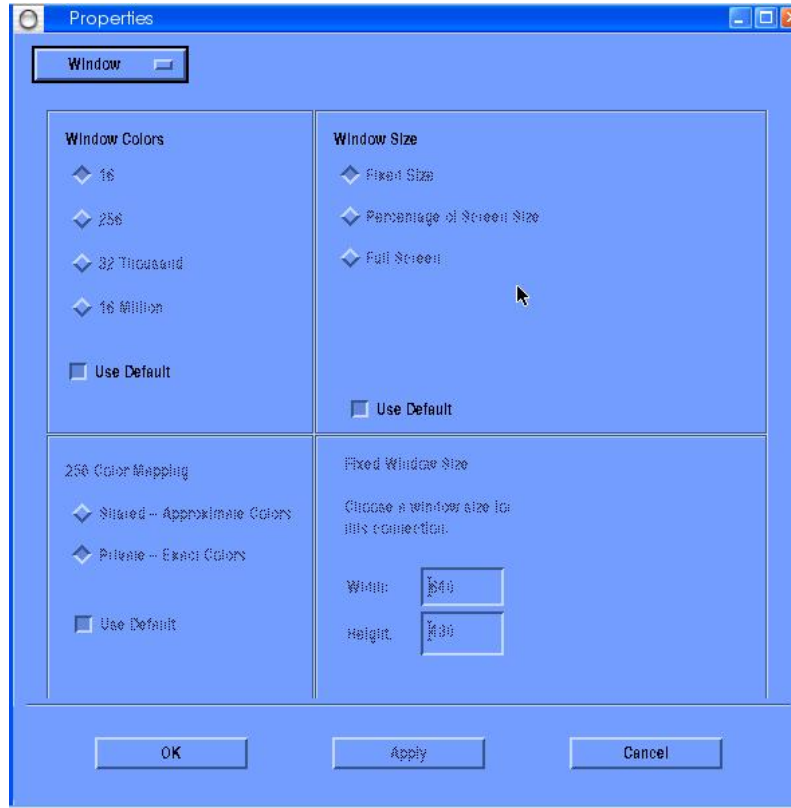 Properties
Window
Window Colors
16
256
32 Thousand
16 Million
Use Default
Window Size
Fixed Size
Percentage of Screen Size
Full Screen
Use Default
256 Color Mapping
Shared – Approximate Colors
Private – Exact Colors
Use Default
Fixed Window Size
Choose a window size for
this connection.
Width:
640
Height:
480
OK
Apply
Cancel